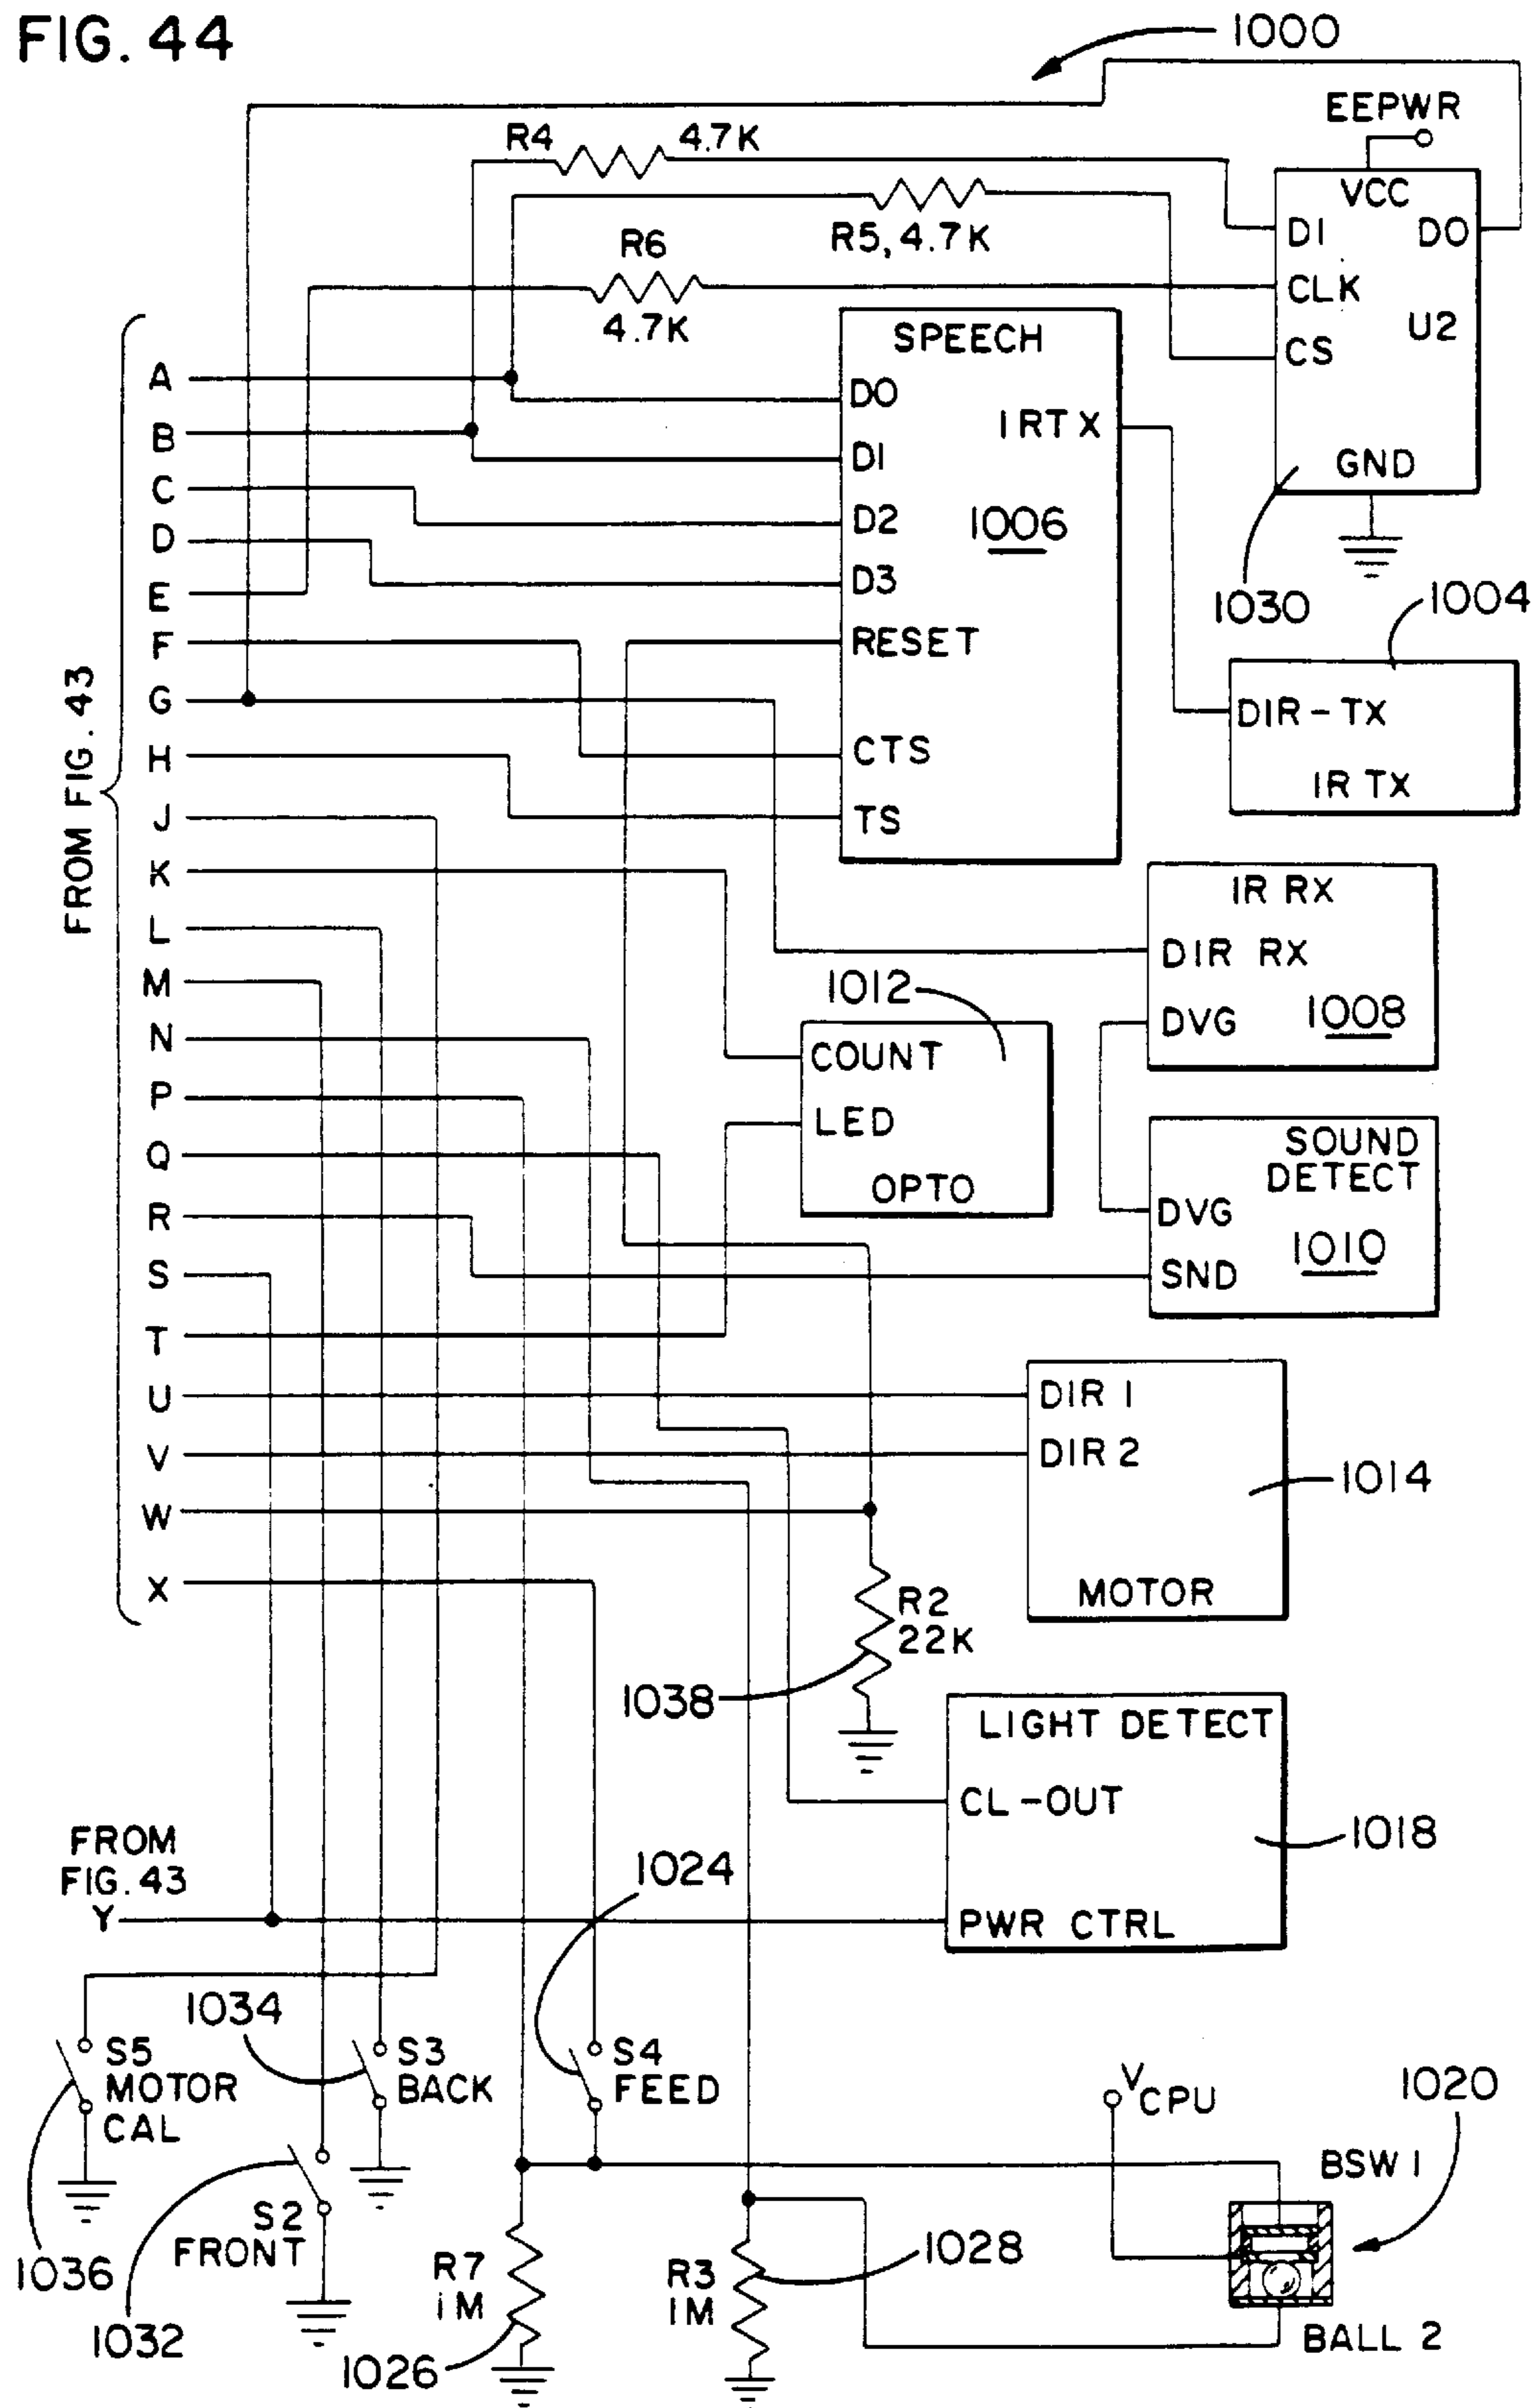 FIG. 44
1000
EEPWR
R4 4.7K
VCC
DI DO
R5, 4.7K
R6
CLK
4.7K
U2
SPEECH
CS
A
DO
IRTX
B
DI
GND
C
D2
1006
D
D3
E
1030
1004
F
RESET
FROM FIG. 43
G
DIR-TX
H
CTS
IR TX
J
TS
K
IR RX
L
DIR RX
M
1012
DVG 1008
N
COUNT
P
LED
SOUND
DETECT
Q
OPTO
DVG
R
1010
S
SND
T
U
DIR 1
V
DIR 2
1014
W
X
MOTOR
R2
22K
1038
LIGHT DETECT
CL-OUT
FROM
FIG. 43
1018
1024
Y
PWR CTRL
1034
S5
MOTOR
CAL
S3
BACK
S4
FEED
VCPU
1020
BSW 1
S2
FRONT
1036
R7
1M
R3
1M
1028
1032
1026
BALL 2